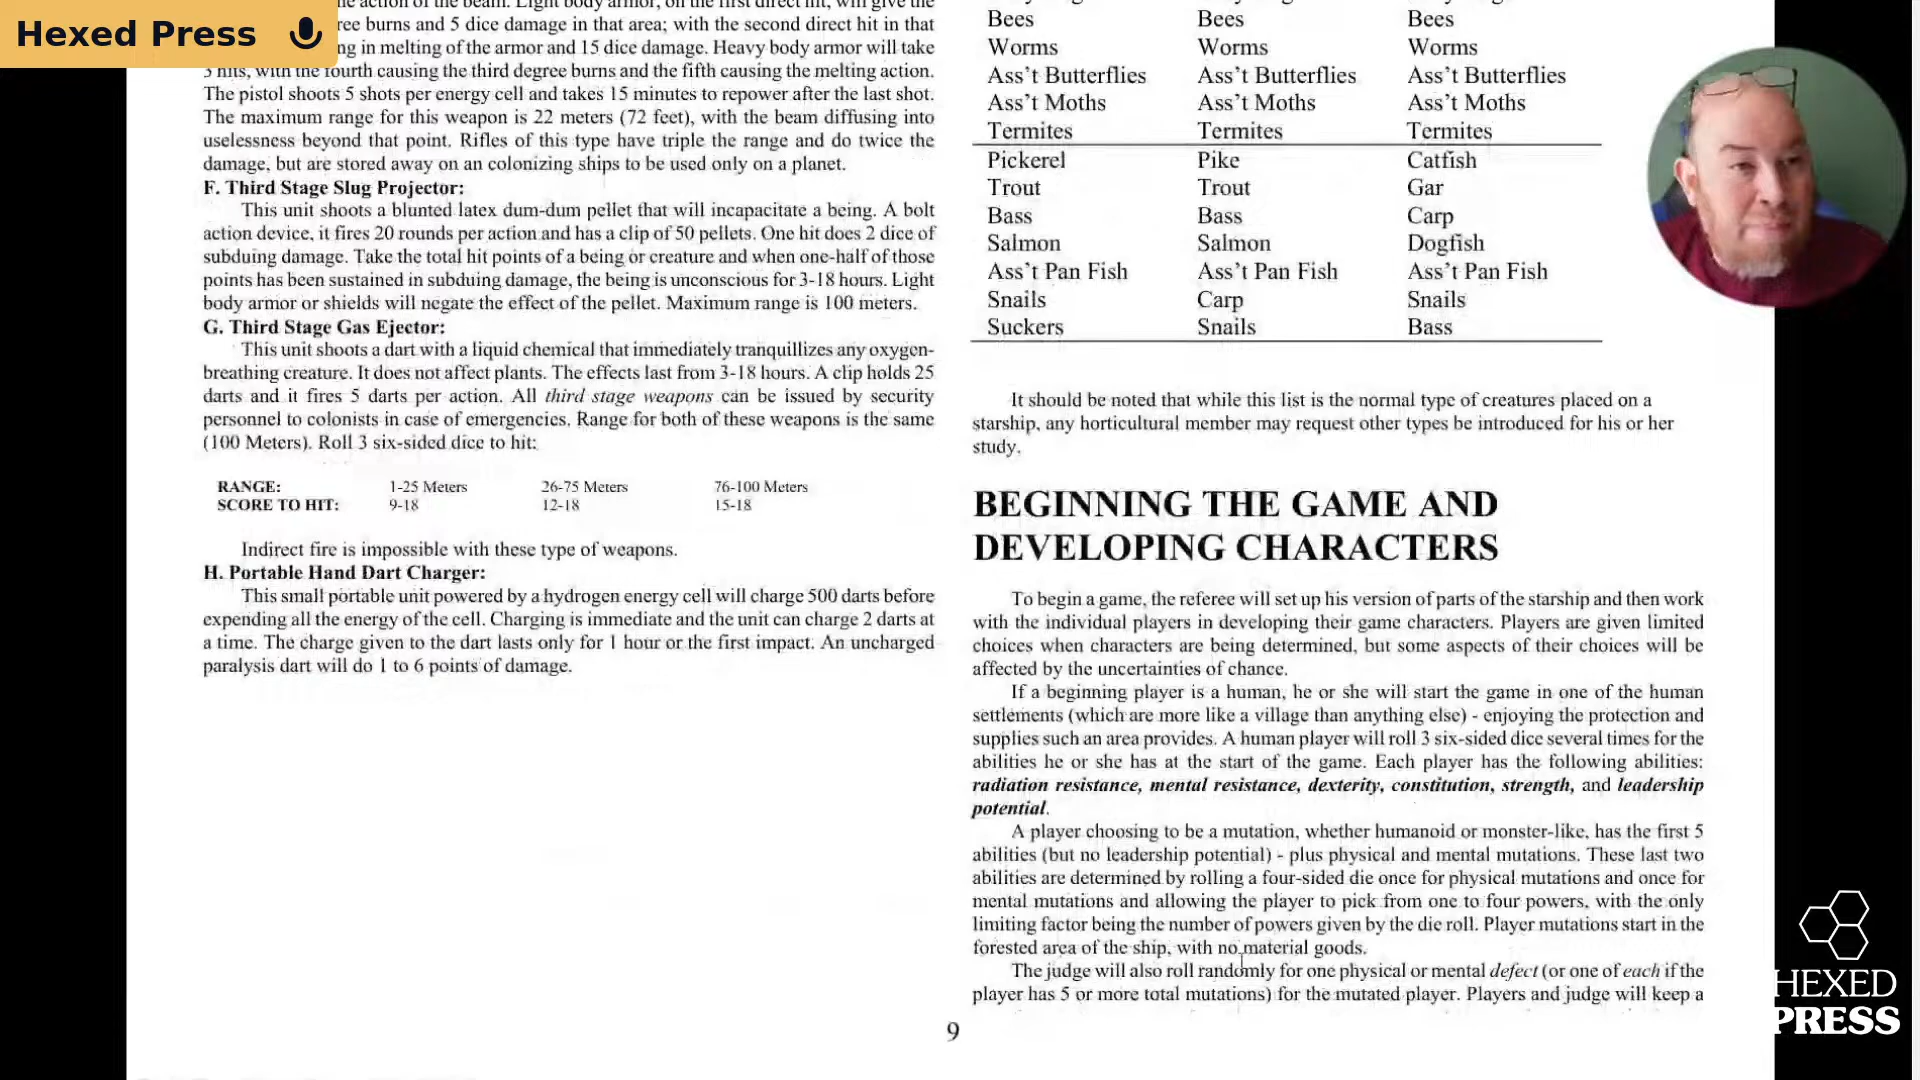 Hexed Press
the action of the beam. Light body armor, on the first direct hit, will give the
ree burns and 5 dice damage in that area; with the second direct hit in that
ng in melting of the armor and 15 dice damage. Heavy body armor will take
5 hits, with the fourth causing the third degree burns and the fifth causing the melting action.
The pistol shoots 5 shots per energy cell and takes 15 minutes to repower after the last shot.
The maximum range for this weapon is 22 meters (72 feet), with the beam diffusing into
uselessness beyond that point. Rifles of this type have triple the range and do twice the
damage, but are stored away on an colonizing ships to be used only on a planet.
F. Third Stage Slug Projector:
This unit shoots a blunted latex dum-dum pellet that will incapacitate a being. A bolt
action device, it fires 20 rounds per action and has a clip of 50 pellets. One hit does 2 dice of
subduing damage. Take the total hit points of a being or creature and when one-half of those
points has been sustained in subduing damage, the being is unconscious for 3-18 hours. Light
body armor or shields will negate the effect of the pellet. Maximum range is 100 meters.
G. Third Stage Gas Ejector:
This unit shoots a dart with a liquid chemical that immediately tranquillizes any oxygen-
breathing creature. It does not affect plants. The effects last from 3-18 hours. A clip holds 25
darts and it fires 5 darts per action. All third stage weapons can be issued by security
personnel to colonists in case of emergencies. Range for both of these weapons is the same
(100 Meters). Roll 3 six-sided dice to hit:
RANGE: 1-25 Meters 26-75 Meters 76-100 Meters
SCORE TO HIT: 9-18 12-18 15-18
Indirect fire is impossible with these type of weapons.
H. Portable Hand Dart Charger:
This small portable unit powered by a hydrogen energy cell will charge 500 darts before
expending all the energy of the cell. Charging is immediate and the unit can charge 2 darts at
a time. The charge given to the dart lasts only for 1 hour or the first impact. An uncharged
paralysis dart will do 1 to 6 points of damage.
Bees Bees Bees
Worms Worms Worms
Ass't Butterflies Ass't Butterflies Ass't Butterflies
Ass't Moths Ass't Moths Ass't Moths
Termites Termites Termites
Pickerel Pike Catfish
Trout Trout Gar
Bass Bass Carp
Salmon Salmon Dogfish
Ass't Pan Fish Ass't Pan Fish Ass't Pan Fish
Snails Carp Snails
Suckers Snails Bass
It should be noted that while this list is the normal type of creatures placed on a
starship, any horticultural member may request other types be introduced for his or her
study.
BEGINNING THE GAME AND
DEVELOPING CHARACTERS
To begin a game, the referee will set up his version of parts of the starship and then work
with the individual players in developing their game characters. Players are given limited
choices when characters are being determined, but some aspects of their choices will be
affected by the uncertainties of chance.
If a beginning player is a human, he or she will start the game in one of the human
settlements (which are more like a village than anything else) - enjoying the protection and
supplies such an area provides. A human player will roll 3 six-sided dice several times for the
abilities he or she has at the start of the game. Each player has the following abilities:
radiation resistance, mental resistance, dexterity, constitution, strength, and leadership
potential.
A player choosing to be a mutation, whether humanoid or monster-like, has the first 5
abilities (but no leadership potential) - plus physical and mental mutations. These last two
abilities are determined by rolling a four-sided die once for physical mutations and once for
mental mutations and allowing the player to pick from one to four powers, with the only
limiting factor being the number of powers given by the die roll. Player mutations start in the
forested area of the ship, with no material goods.
The judge will also roll randomly for one physical or mental defect (or one of each if the
player has 5 or more total mutations) for the mutated player. Players and judge will keep a
9
HEXED
PRESS